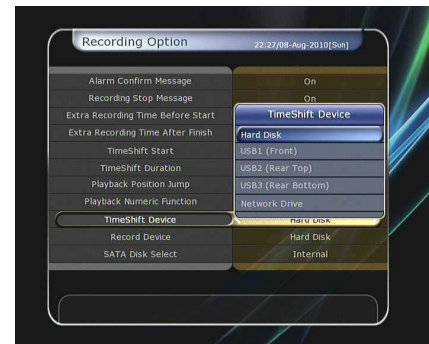 Recording Option 22:27/08-Aug-2010[Sun]
Alarm Confirm Message On
Recording Stop Message On
Extra Recording Time Before Start
Extra Recording Time After Finish
TimeShift Start
TimeShift Duration
Playback Position Jump
Playback Numeric Function
TimeShift Device Hard Disk
Record Device Hard Disk
SATA Disk Select Internal
TimeShift Device
Hard Disk
USB1 (Front)
USB2 (Rear Top)
USB3 (Rear Bottom)
Network Drive